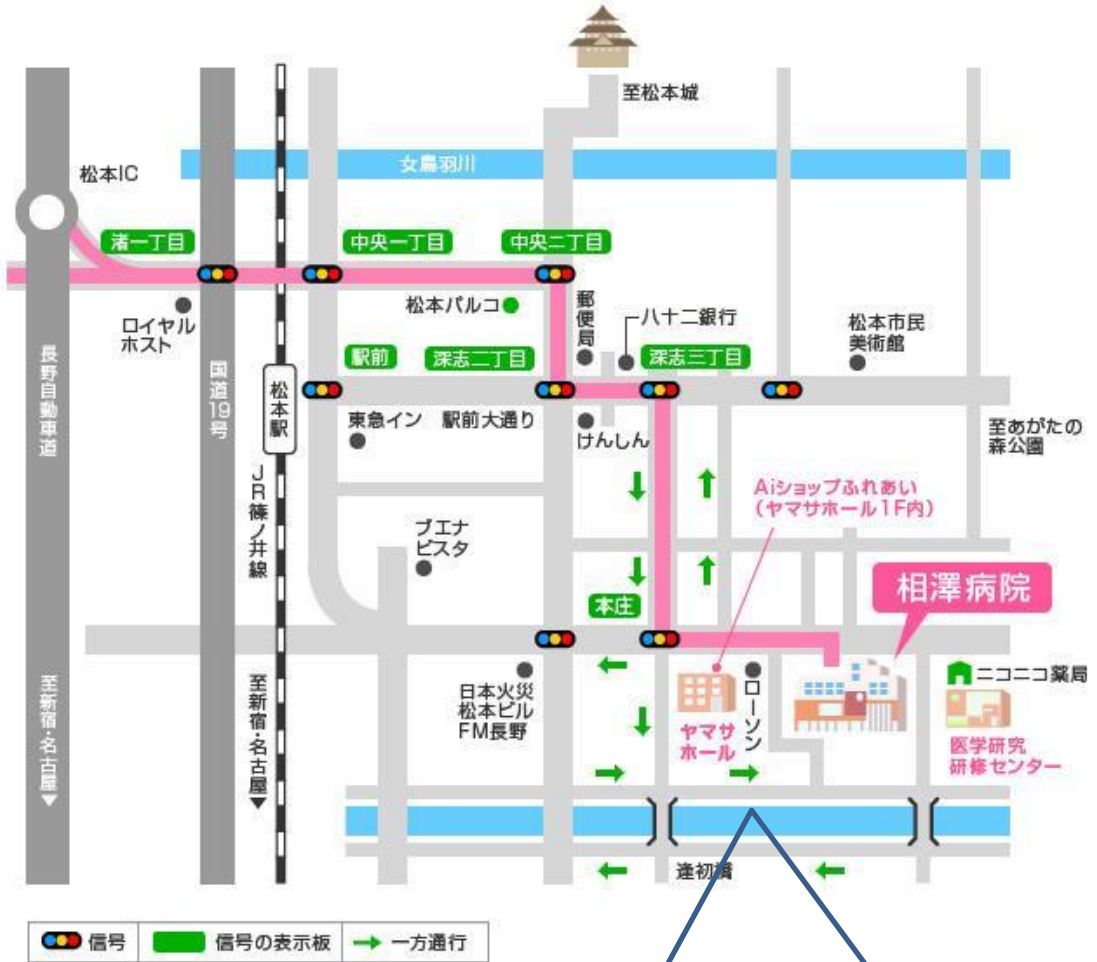 至松本城
松本IC
女鳥羽川
渚一丁目
中央一丁目
中央二丁目
ロイヤル
ホスト
松本パルコ
郵便局
八十二銀行
松本市民
美術館
駅前
深志二丁目
深志三丁目
長野自動車道
国道19号
松本駅
東急イン
駅前大通り
けんしん
至あがたの
森公園
JR篠ノ井線
Aiショップふれあい
(ヤマサホール1F内)
ブエナ
ビスタ
相澤病院
本庄
至新宿・名古屋
至新宿・名古屋
日本火災
松本ビル
FM長野
ヤマサ
ホール
ローソン
ニコニコ薬局
医学研究
研修センター
逢初橋
信号
信号の表示板
一方通行